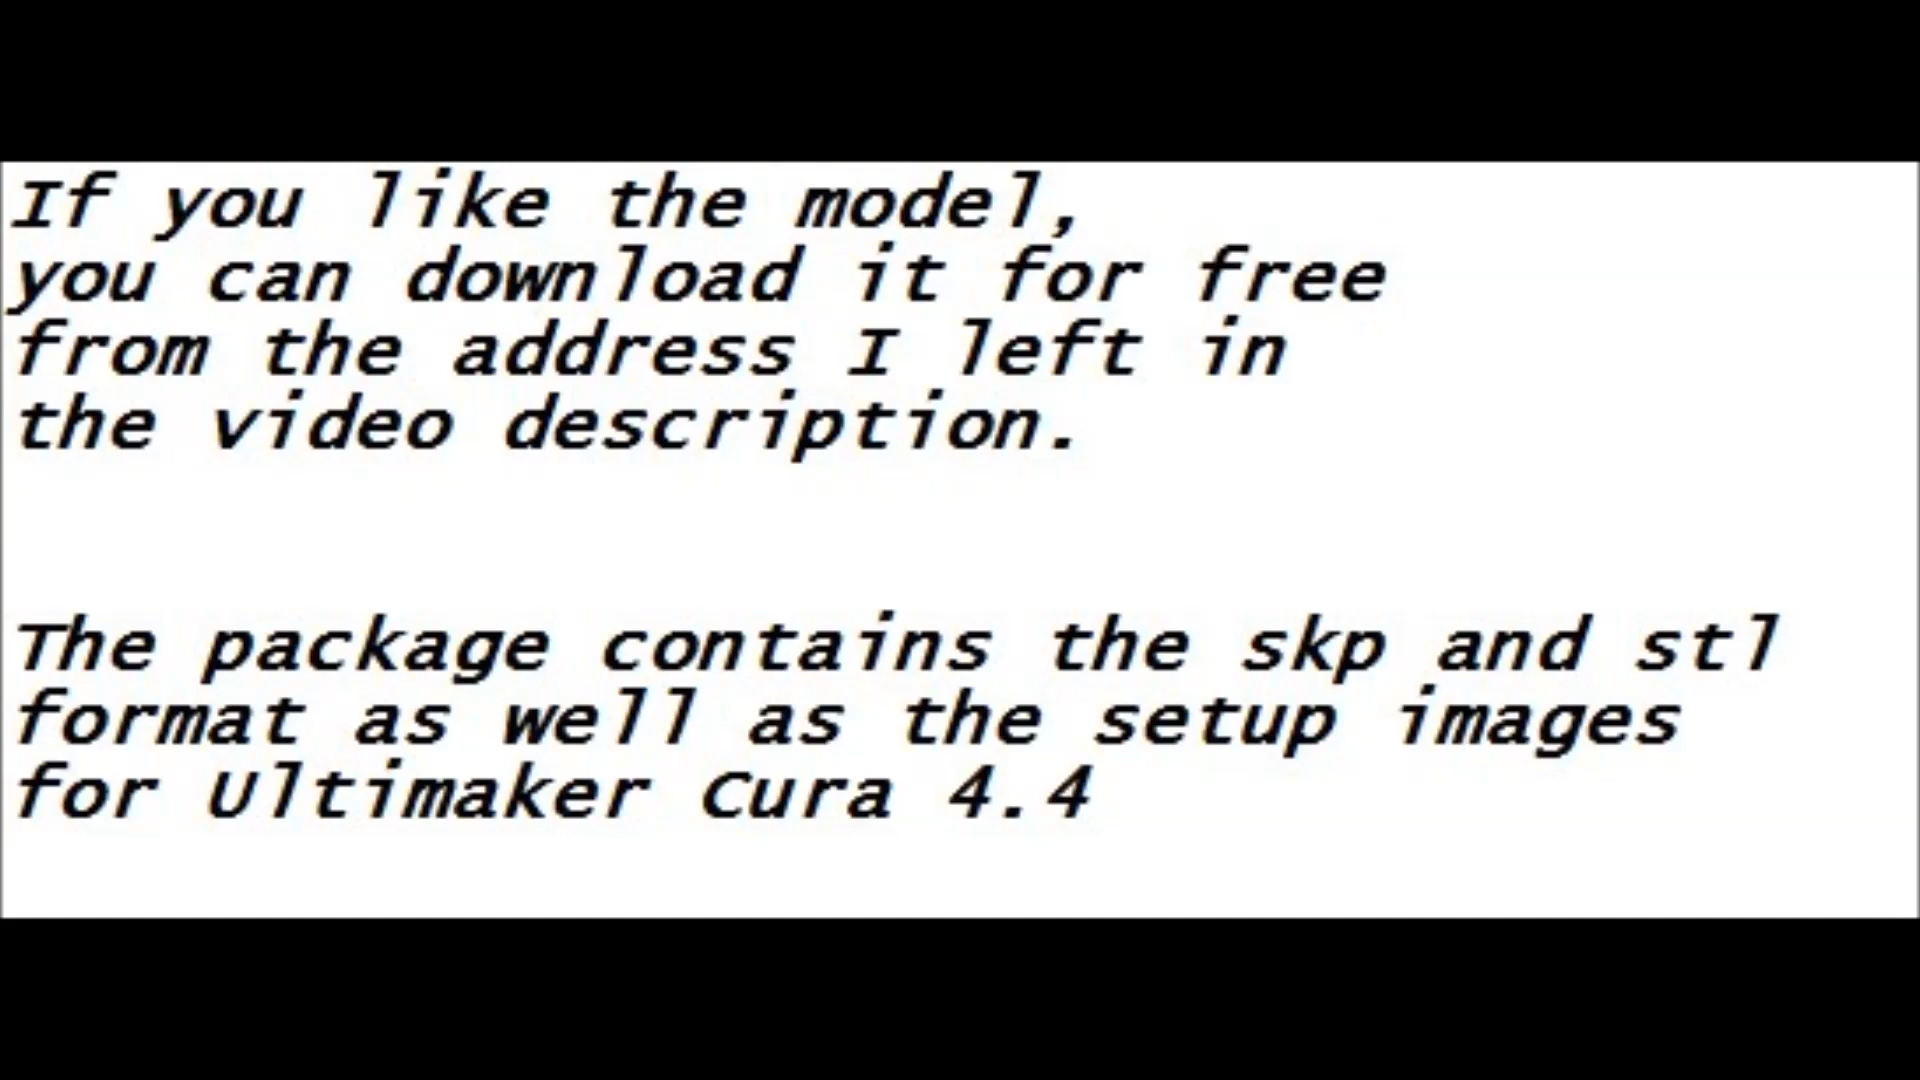 If you like the model,
you can download it for free
from the address I left in
the video description.
The package contains the skp and stl
format as well as the setup images
for Ultimaker Cura 4.4